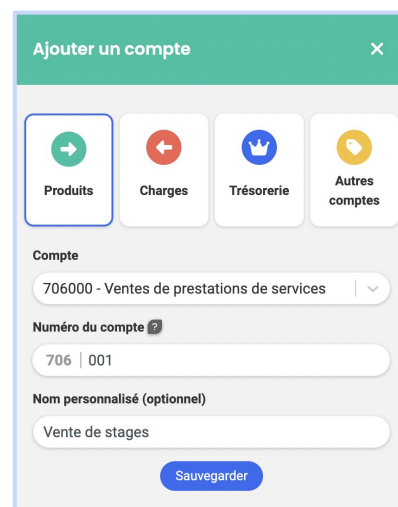 Ajouter un compte
Produits
Charges
Trésorerie
Autres
comptes
Compte
706000 - Ventes de prestations de services
Numéro du compte ?
706 | 001
Nom personnalisé (optionnel)
Vente de stages
Sauvegarder